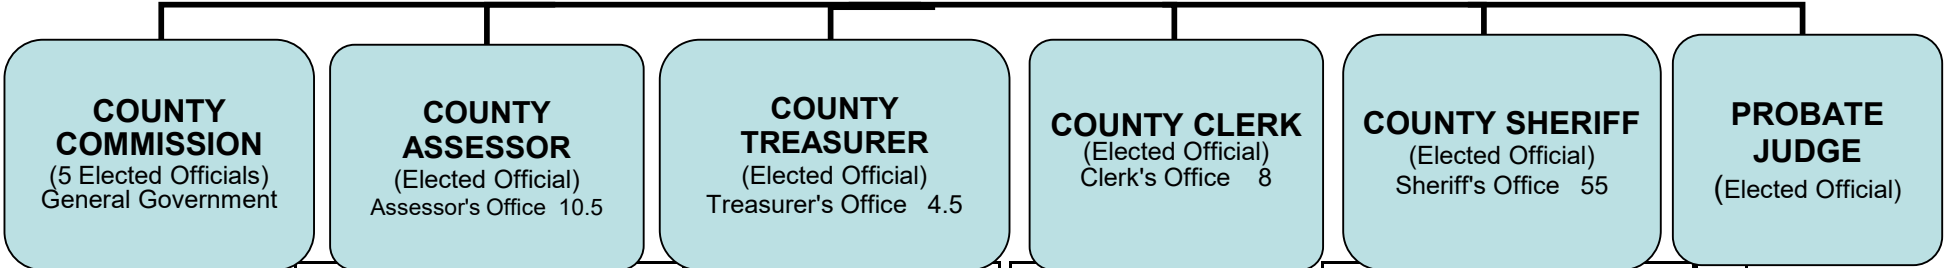 COUNTY
COMMISSION
(5 Elected Officials)
General Government
COUNTY
ASSESSOR
(Elected Official)
Assessor's Office 10.5
COUNTY
TREASURER
(Elected Official)
Treasurer's Office 4.5
COUNTY CLERK
(Elected Official)
Clerk's Office 8
COUNTY SHERIFF
(Elected Official)
Sheriff's Office 55
PROBATE
JUDGE
(Elected Official)